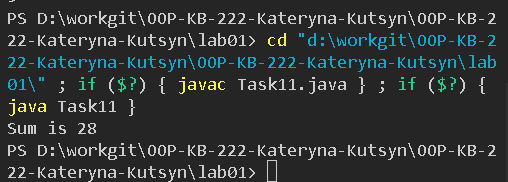 PS D:\workgit\OOP-KB-222-Kateryna-Kutsyn\OOP-KB-2
22-Kateryna-Kutsyn\lab01> cd "d:\workgit\OOP-KB-2
22-Kateryna-Kutsyn\OOP-KB-222-Kateryna-Kutsyn\lab
01\" ; if ($?) { javac Task11.java } ; if ($?) {
java Task11 }
Sum is 28
PS D:\workgit\OOP-KB-222-Kateryna-Kutsyn\OOP-KB-2
22-Kateryna-Kutsyn\lab01>